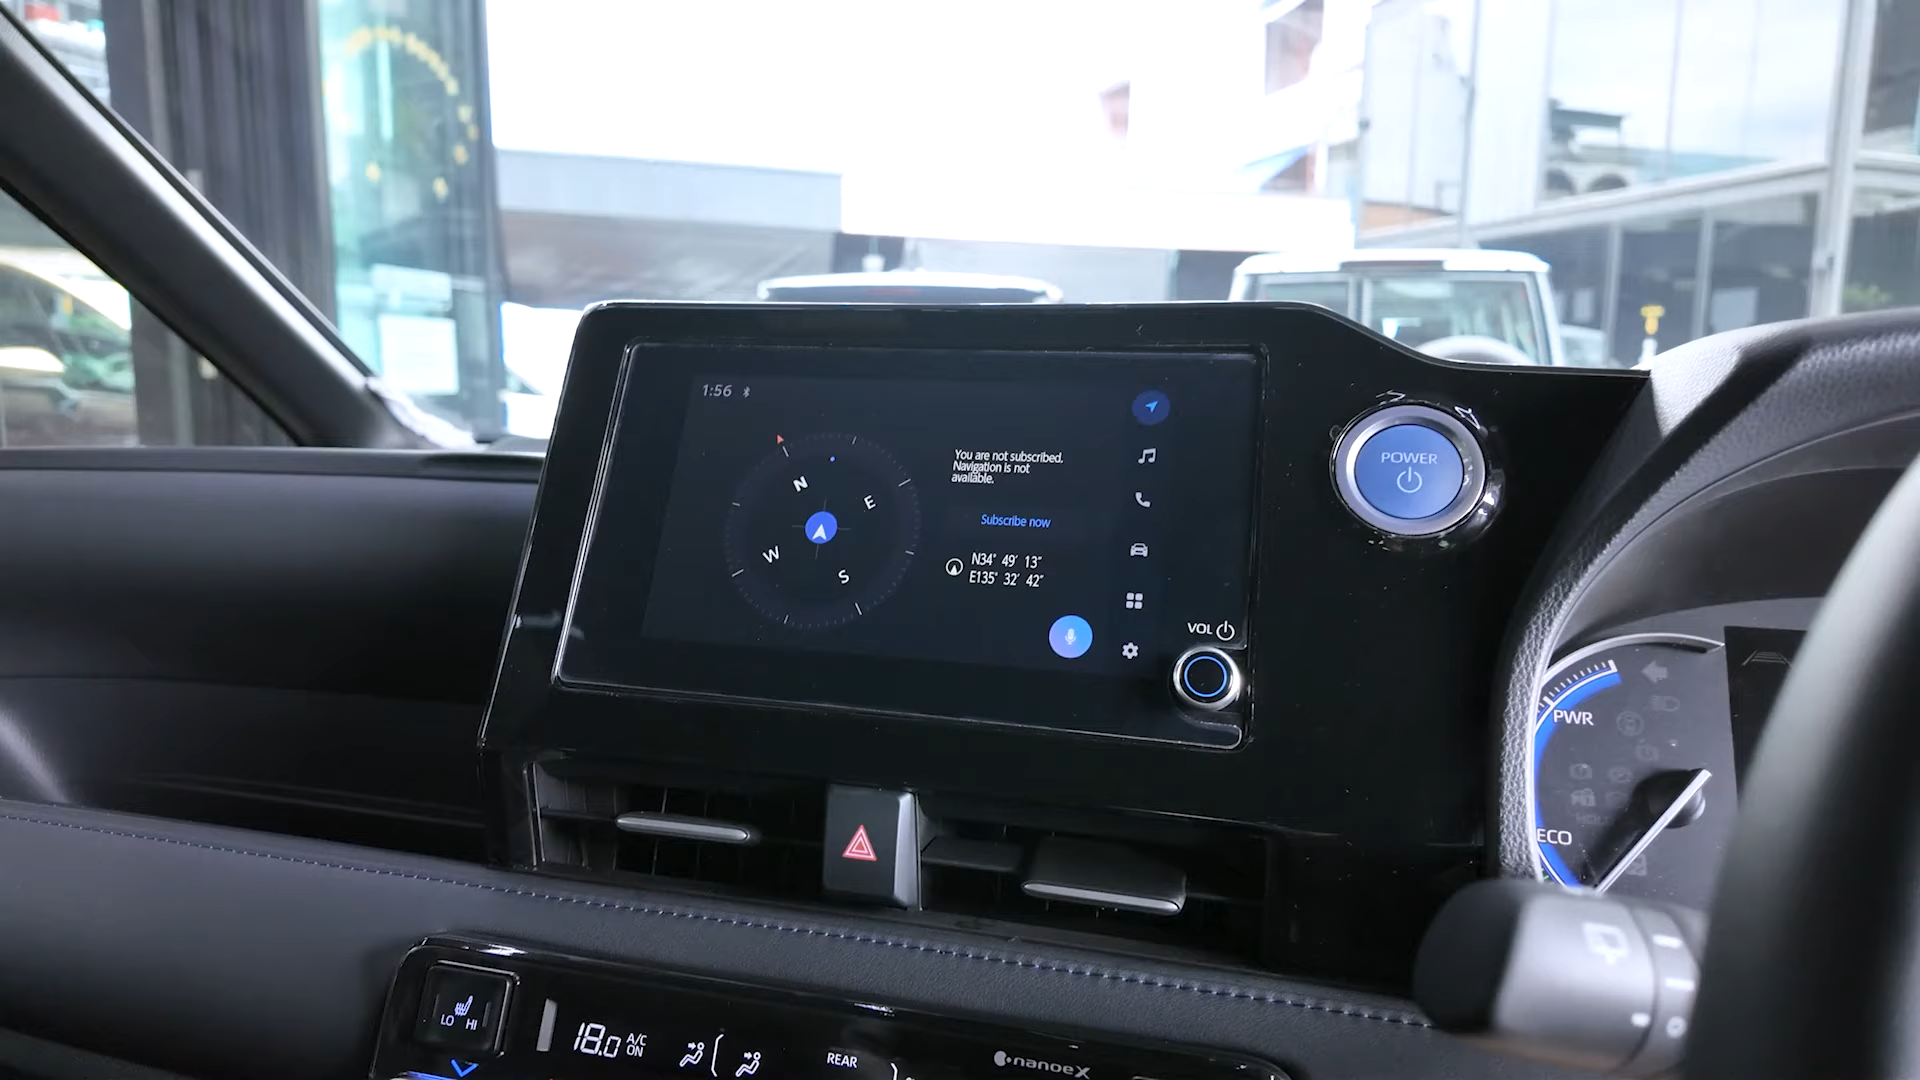 1:56
N
E
W
S
You are not subscribed.
Navigation is not
available.
Subscribe now
N34° 49' 13"
E135° 32' 42"
VOL
POWER
PWR
ECO
HOLD
LO HI
18.0 A/C
ON
REAR
nanoeX